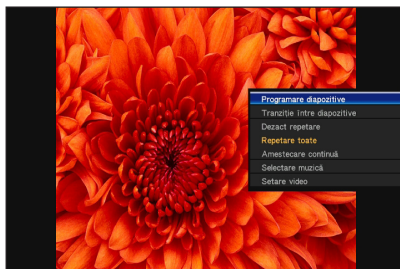 Programare diapozitive
Tranziție între diapozitive
Dezact repetare
Repetare toate
Amestecare continuă
Selectare muzică
Setare video